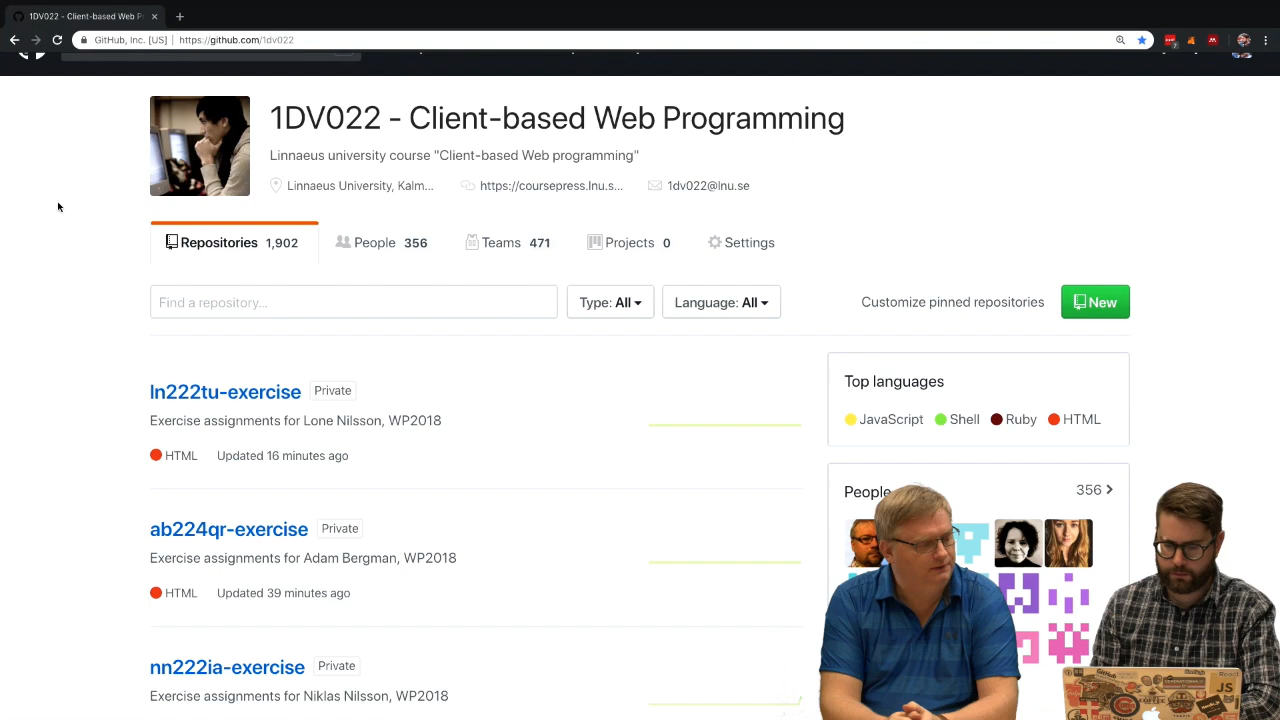 1DV022 - Client-based Web Pr
GitHub, Inc. [US] | https://github.com/1dv022
1DV022 - Client-based Web Programming
Linnaeus university course "Client-based Web programming"
Linnaeus University, Kalm... https://coursepress.lnu.s... 1dv022@lnu.se
Repositories 1,902 People 356 Teams 471 Projects 0 Settings
Find a repository... Type: All Language: All Customize pinned repositories New
ln222tu-exercise Private
Exercise assignments for Lone Nilsson, WP2018
HTML Updated 16 minutes ago
Top languages
JavaScript Shell Ruby HTML
People 356
ab224qr-exercise Private
Exercise assignments for Adam Bergman, WP2018
HTML Updated 39 minutes ago
nn222ia-exercise Private
Exercise assignments for Niklas Nilsson, WP2018
JS